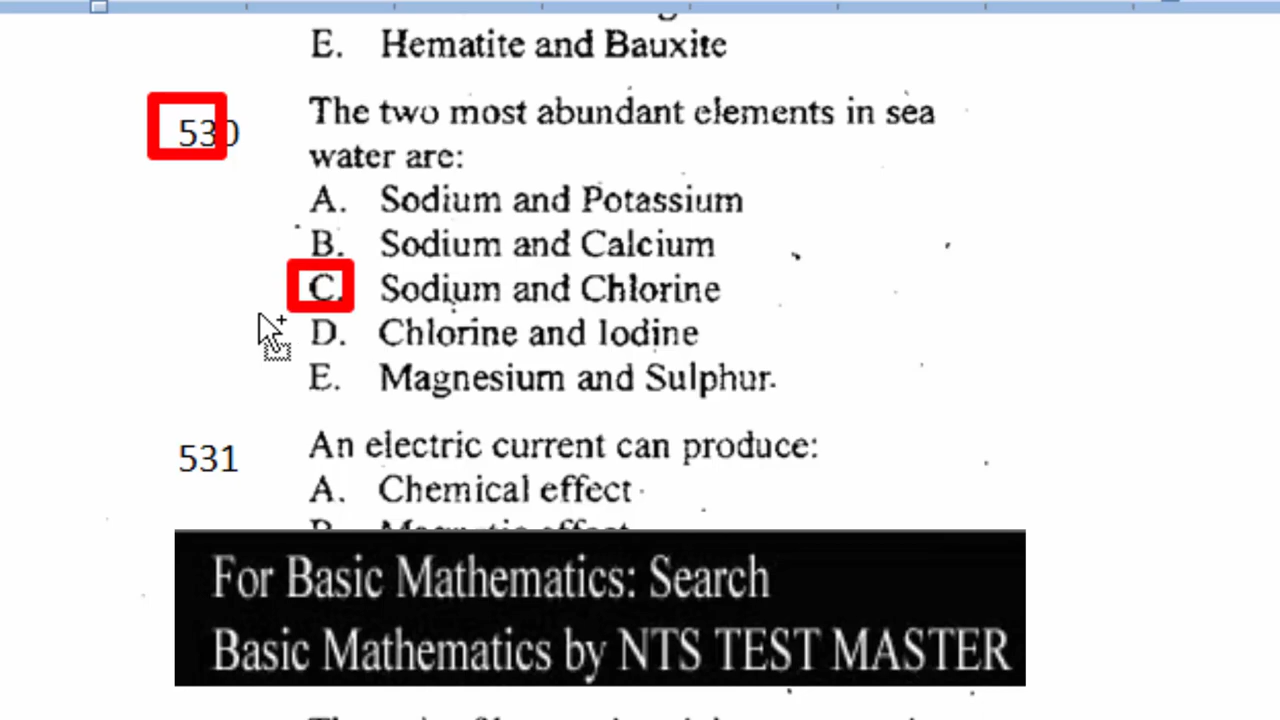 E. Hematite and Bauxite
530 The two most abundant elements in sea
water are:
A. Sodium and Potassium
B. Sodium and Calcium
C. Sodium and Chlorine
D. Chlorine and Iodine
E. Magnesium and Sulphur.
531 An electric current can produce:
A. Chemical effect
B. Magnetic effect
For Basic Mathematics: Search
Basic Mathematics by NTS TEST MASTER